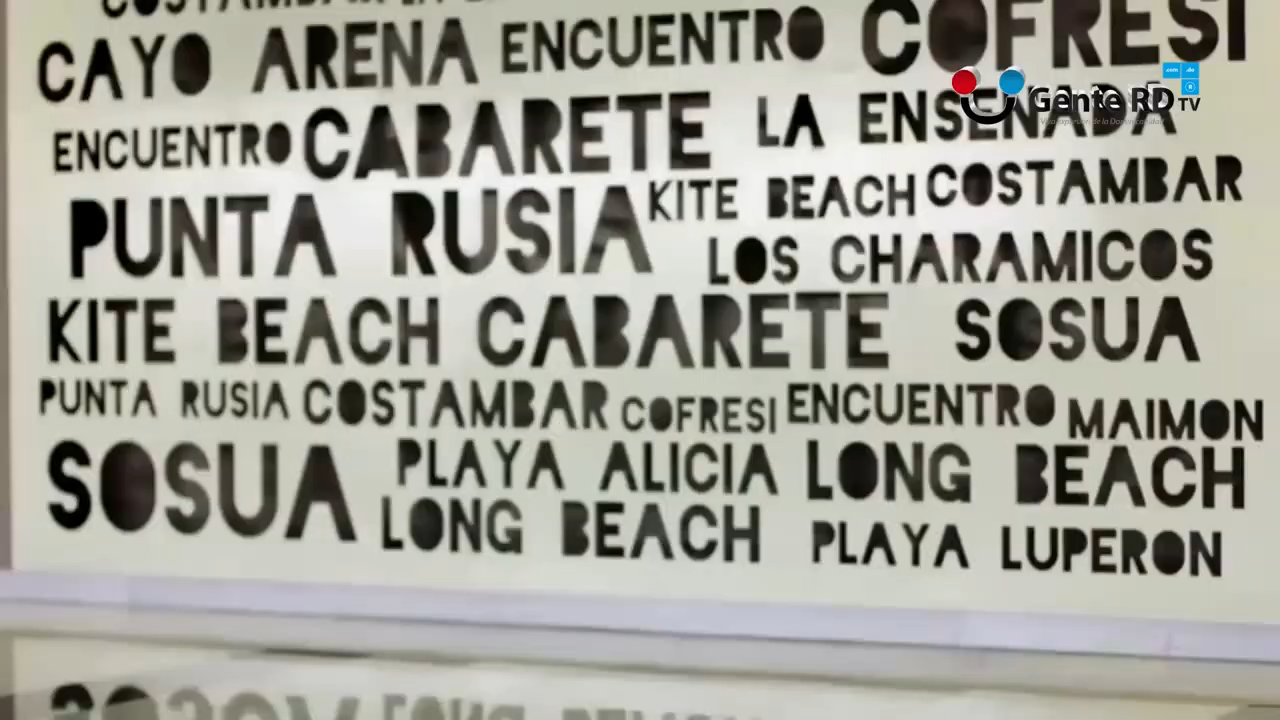 COSTAMBAR
CAYO ARENA ENCUENTRO COFRESI
ENCUENTRO CABARETE LA ENSENADA
PUNTA RUSIA KITE BEACH COSTAMBAR
LOS CHARAMICOS
KITE BEACH CABARETE SOSUA
PUNTA RUSIA COSTAMBAR COFRESI ENCUENTRO MAIMON
SOSUA PLAYA ALICIA LONG BEACH
LONG BEACH PLAYA LUPERON
Gente RD TV
.com .do